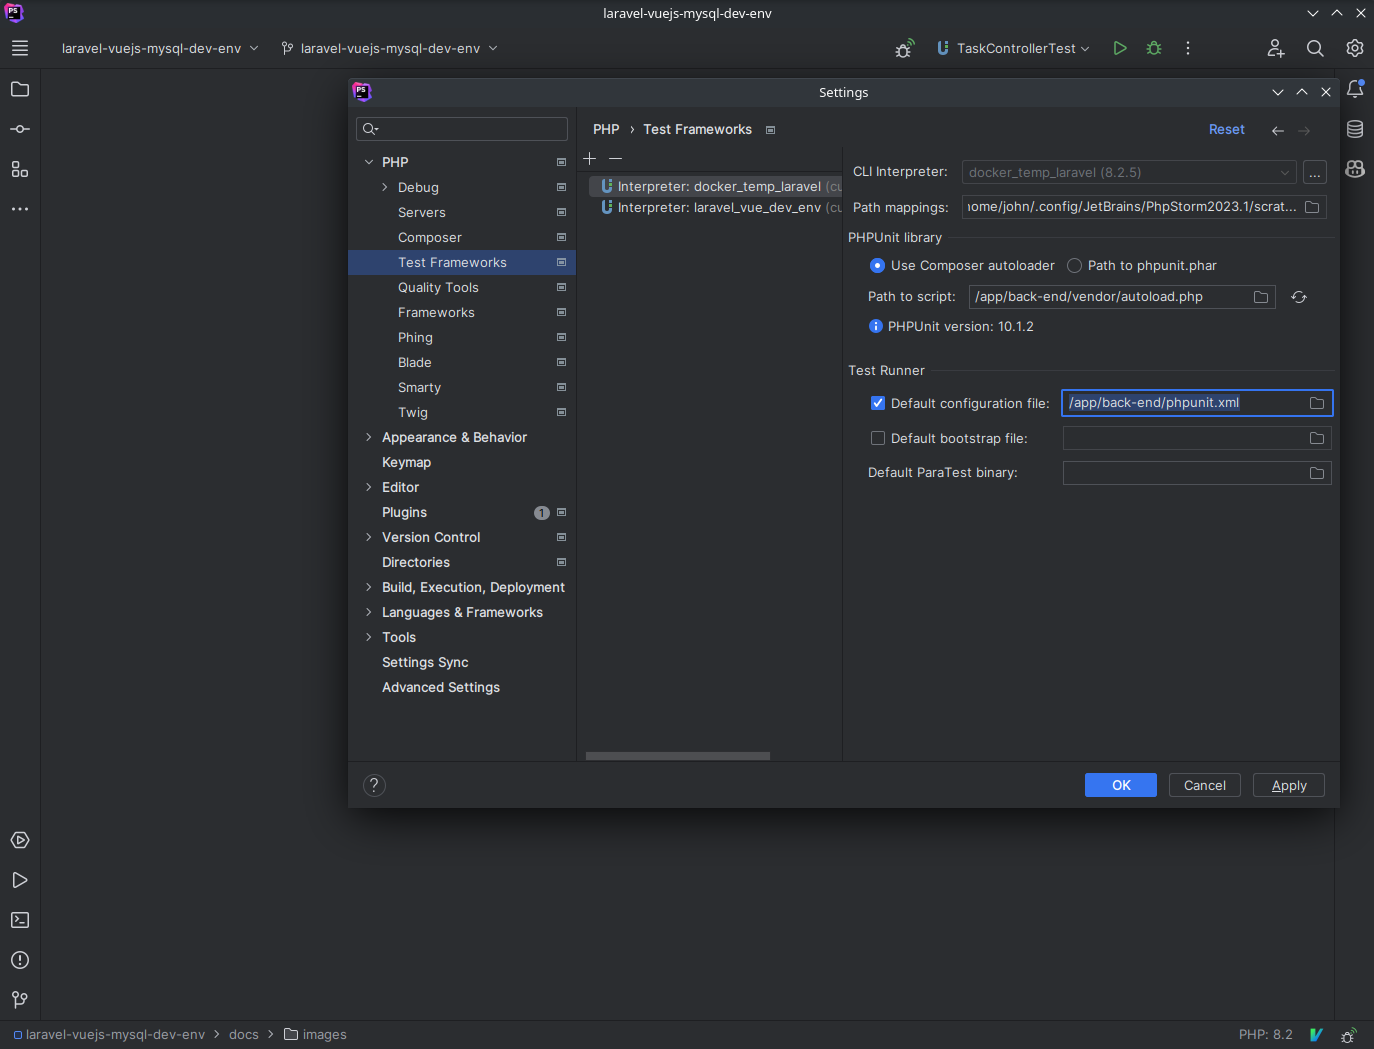 laravel-vuejs-mysql-dev-env
laravel-vuejs-mysql-dev-env
laravel-vuejs-mysql-dev-env
TaskControllerTest
PS
PS
Settings
PHP
Debug
Servers
Composer
Test Frameworks
Quality Tools
Frameworks
Phing
Blade
Smarty
Twig
Appearance & Behavior
Keymap
Editor
Plugins 1
Version Control
Directories
Build, Execution, Deployment
Languages & Frameworks
Tools
Settings Sync
Advanced Settings
PHP › Test Frameworks
Reset
Interpreter: docker_temp_laravel (cu
Interpreter: laravel_vue_dev_env (cu
CLI Interpreter: docker_temp_laravel (8.2.5) ...
Path mappings: home/john/.config/JetBrains/PhpStorm2023.1/scrat...
PHPUnit library
Use Composer autoloader Path to phpunit.phar
Path to script: /app/back-end/vendor/autoload.php
PHPUnit version: 10.1.2
Test Runner
Default configuration file: /app/back-end/phpunit.xml
Default bootstrap file:
Default ParaTest binary:
?
OK Cancel Apply
laravel-vuejs-mysql-dev-env > docs > images
PHP: 8.2